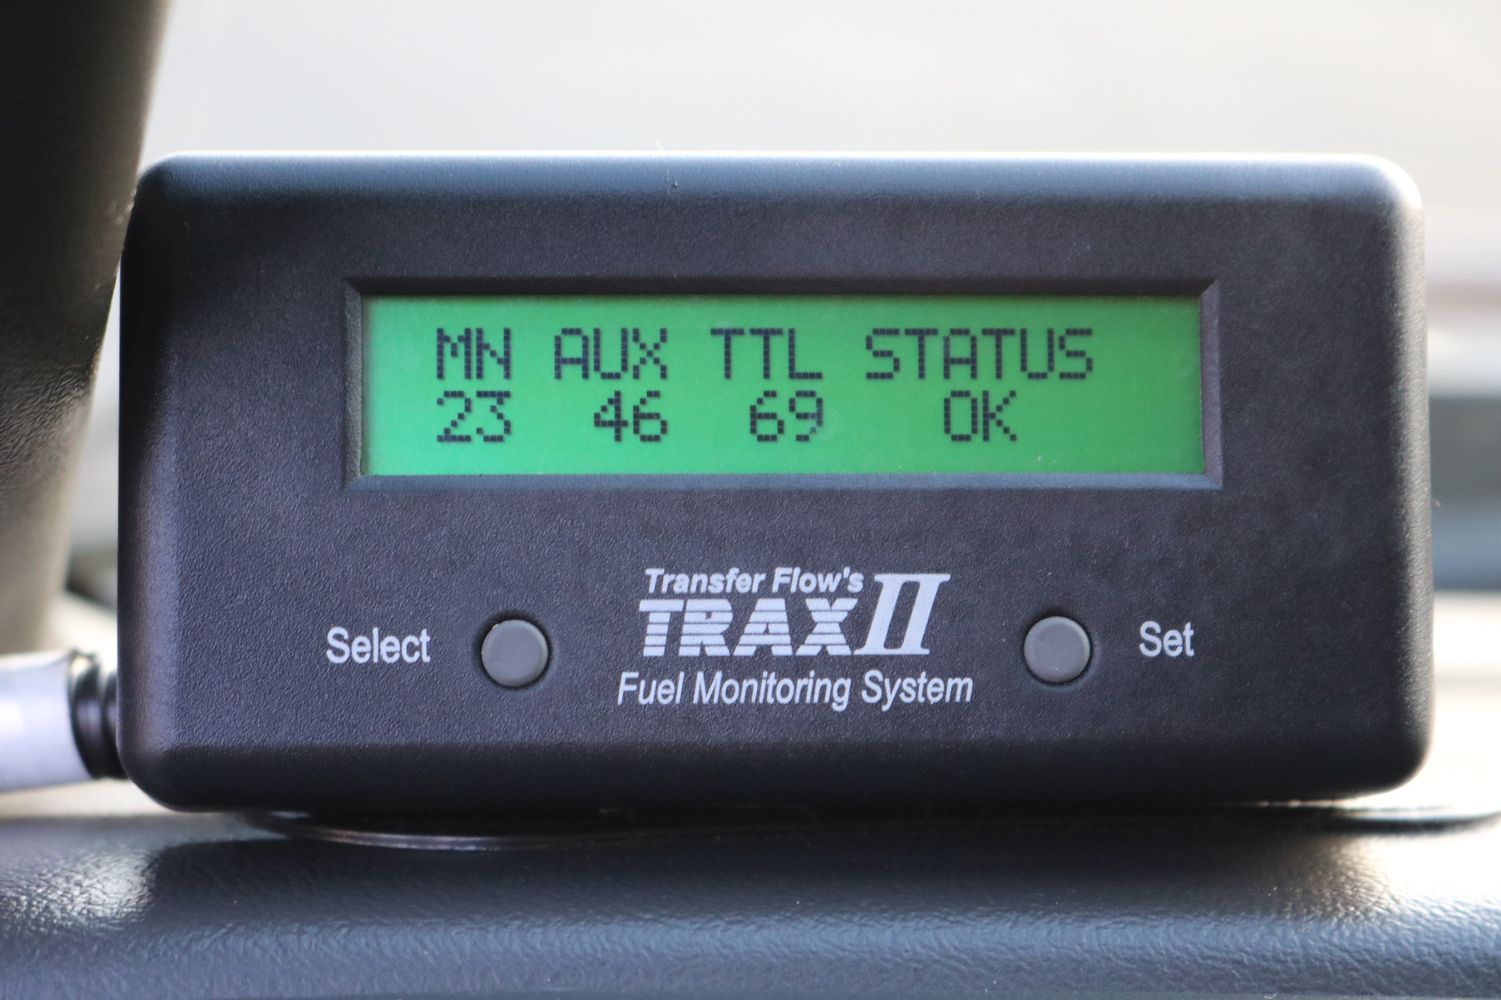 MN AUX TTL STATUS
23 46 69 OK
Transfer Flow's
TRAX II
Select
Set
Fuel Monitoring System